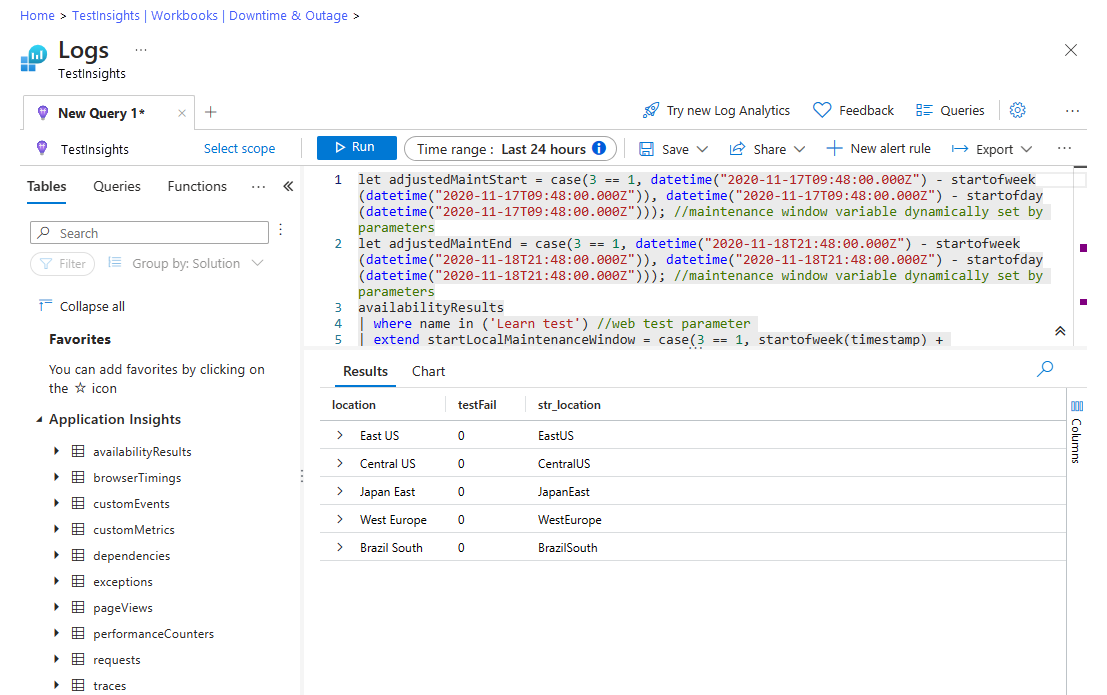 Home > TestInsights | Workbooks | Downtime & Outage >
Logs ...
TestInsights
New Query 1*
Try new Log Analytics Feedback Queries ...
TestInsights Select scope Run Time range : Last 24 hours Save Share New alert rule Export ...
Tables Queries Functions ...
Search
Filter Group by: Solution
Collapse all
Favorites
You can add favorites by clicking on
the ☆ icon
Application Insights
availabilityResults
browserTimings
customEvents
customMetrics
dependencies
exceptions
pageViews
performanceCounters
requests
traces
1 let adjustedMaintStart = case(3 == 1, datetime("2020-11-17T09:48:00.000Z") - startofweek
(datetime("2020-11-17T09:48:00.000Z")), datetime("2020-11-17T09:48:00.000Z") - startofday
(datetime("2020-11-17T09:48:00.000Z"))); //maintenance window variable dynamically set by
parameters
2 let adjustedMaintEnd = case(3 == 1, datetime("2020-11-18T21:48:00.000Z") - startofweek
(datetime("2020-11-18T21:48:00.000Z")), datetime("2020-11-18T21:48:00.000Z") - startofday
(datetime("2020-11-18T21:48:00.000Z"))); //maintenance window variable dynamically set by
parameters
3 availabilityResults
4 | where name in ('Learn test') //web test parameter
5 | extend startLocalMaintenanceWindow = case(3 == 1, startofweek(timestamp) +
Results Chart
location testFail str_location
East US 0 EastUS
Central US 0 CentralUS
Japan East 0 JapanEast
West Europe 0 WestEurope
Brazil South 0 BrazilSouth
Columns